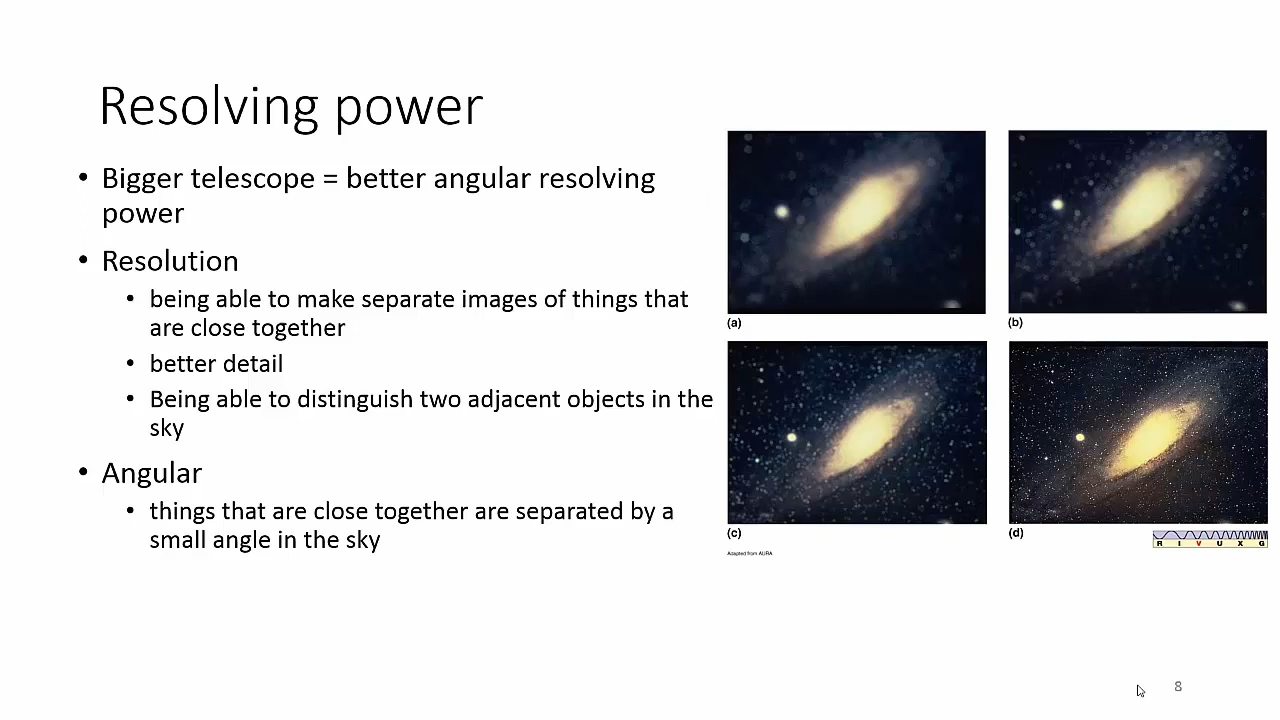 Resolving power
• Bigger telescope = better angular resolving
power
• Resolution
• being able to make separate images of things that
are close together
• better detail
• Being able to distinguish two adjacent objects in the
sky
• Angular
• things that are close together are separated by a
small angle in the sky
(a)
(b)
(c)
(d)
Adapted from AURA
R I V U X G
8